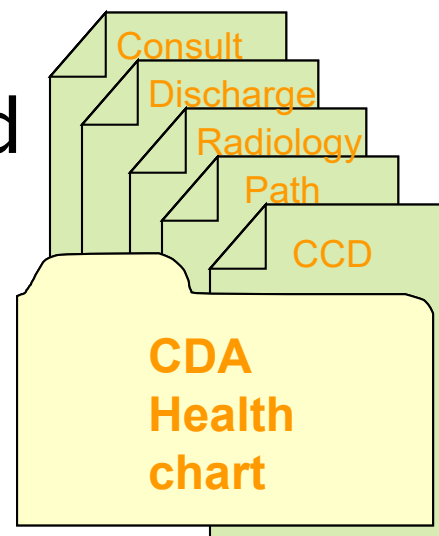 d
Consult
Discharge
Radiology
Path
CCD
CDA
Health
chart